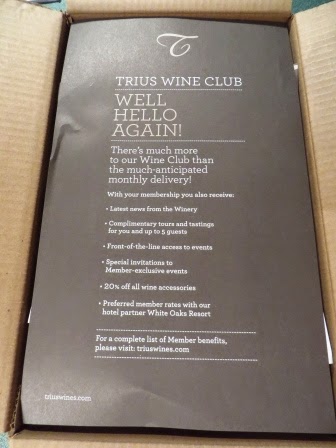 T
TRIUS WINE CLUB
WELL
HELLO
AGAIN!
There's much more
to our Wine Club than
the much-anticipated
monthly delivery!
With your membership you also receive:
• Latest news from the Winery
• Complimentary tours and tastings
for you and up to 5 guests
• Front-of-the-line access to events
• Special invitations to
Member-exclusive events
• 20% off all wine accessories
• Preferred member rates with our
hotel partner White Oaks Resort
For a complete list of Member benefits,
please visit: triuswines.com
triuswines.com